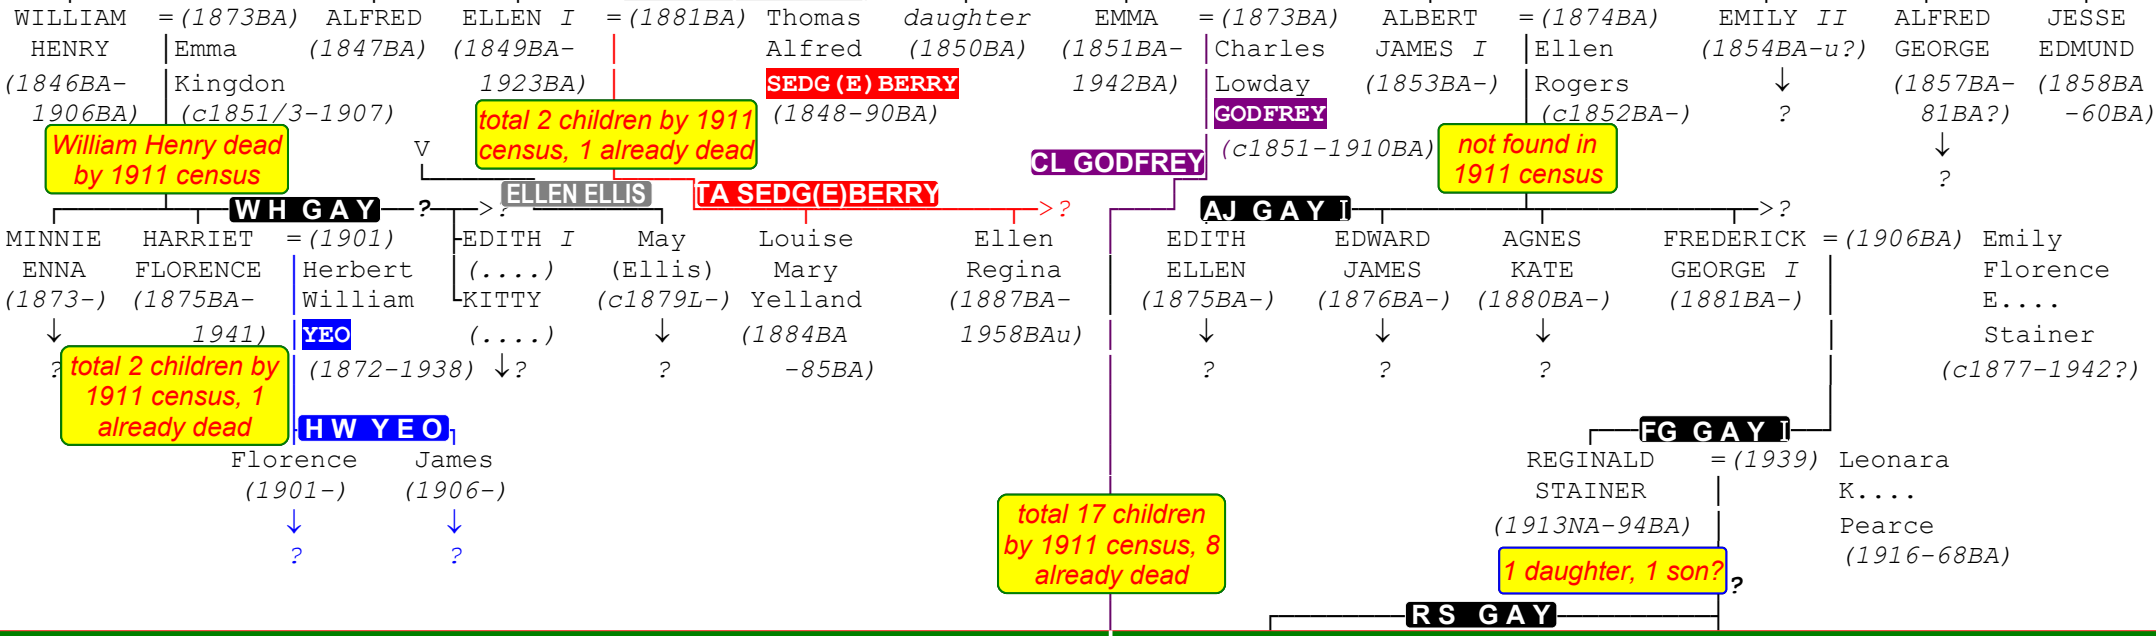 WILLIAM =(1873BA) ALFRED ELLEN I =(1881BA) Thomas daughter EMMA =(1873BA) ALBERT =(1874BA) EMILY II ALFRED JESSE
HENRY Emma (1847BA) (1849BA- Alfred (1850BA) (1851BA- Charles JAMES I Ellen (1854BA-u?) GEORGE EDMUND
(1846BA- Kingdon 1923BA) SEDG(E)BERRY 1942BA) Lowday (1853BA-) Rogers ↓ (1857BA- (1858BA
1906BA) (c1851/3-1907) (1848-90BA) GODFREY (c1852BA-) ? 81BA?) -60BA)
total 2 children by 1911
census, 1 already dead
William Henry dead
by 1911 census
V
(c1851-1910BA)
not found in
1911 census
↓
?
CL GODFREY
ELLEN ELLIS TA SEDG(E)BERRY
W H G A Y ? >? >? AJ G A Y I >?
MINNIE HARRIET =(1901) EDITH I May Louise Ellen EDITH EDWARD AGNES FREDERICK =(1906BA) Emily
ENNA FLORENCE Herbert (....) (Ellis) Mary Regina ELLEN JAMES KATE GEORGE I Florence
(1873-) (1875BA- William KITTY (c1879L-) Yelland (1887BA- (1875BA-) (1876BA-) (1880BA-) (1881BA-) E....
↓ 1941) YEO (....) ↓ (1884BA 1958BAu) ↓ ↓ ↓ Stainer
? (1872-1938) ↓? ? -85BA) ? ? ? (c1877-1942?)
total 2 children by
1911 census, 1
already dead
H W Y E O FG G A Y I
Florence James REGINALD =(1939) Leonara
(1901-) (1906-) STAINER K....
↓ ↓ (1913NA-94BA) Pearce
? ? (1916-68BA)
total 17 children
by 1911 census, 8
already dead
1 daughter, 1 son? ?
R S G A Y